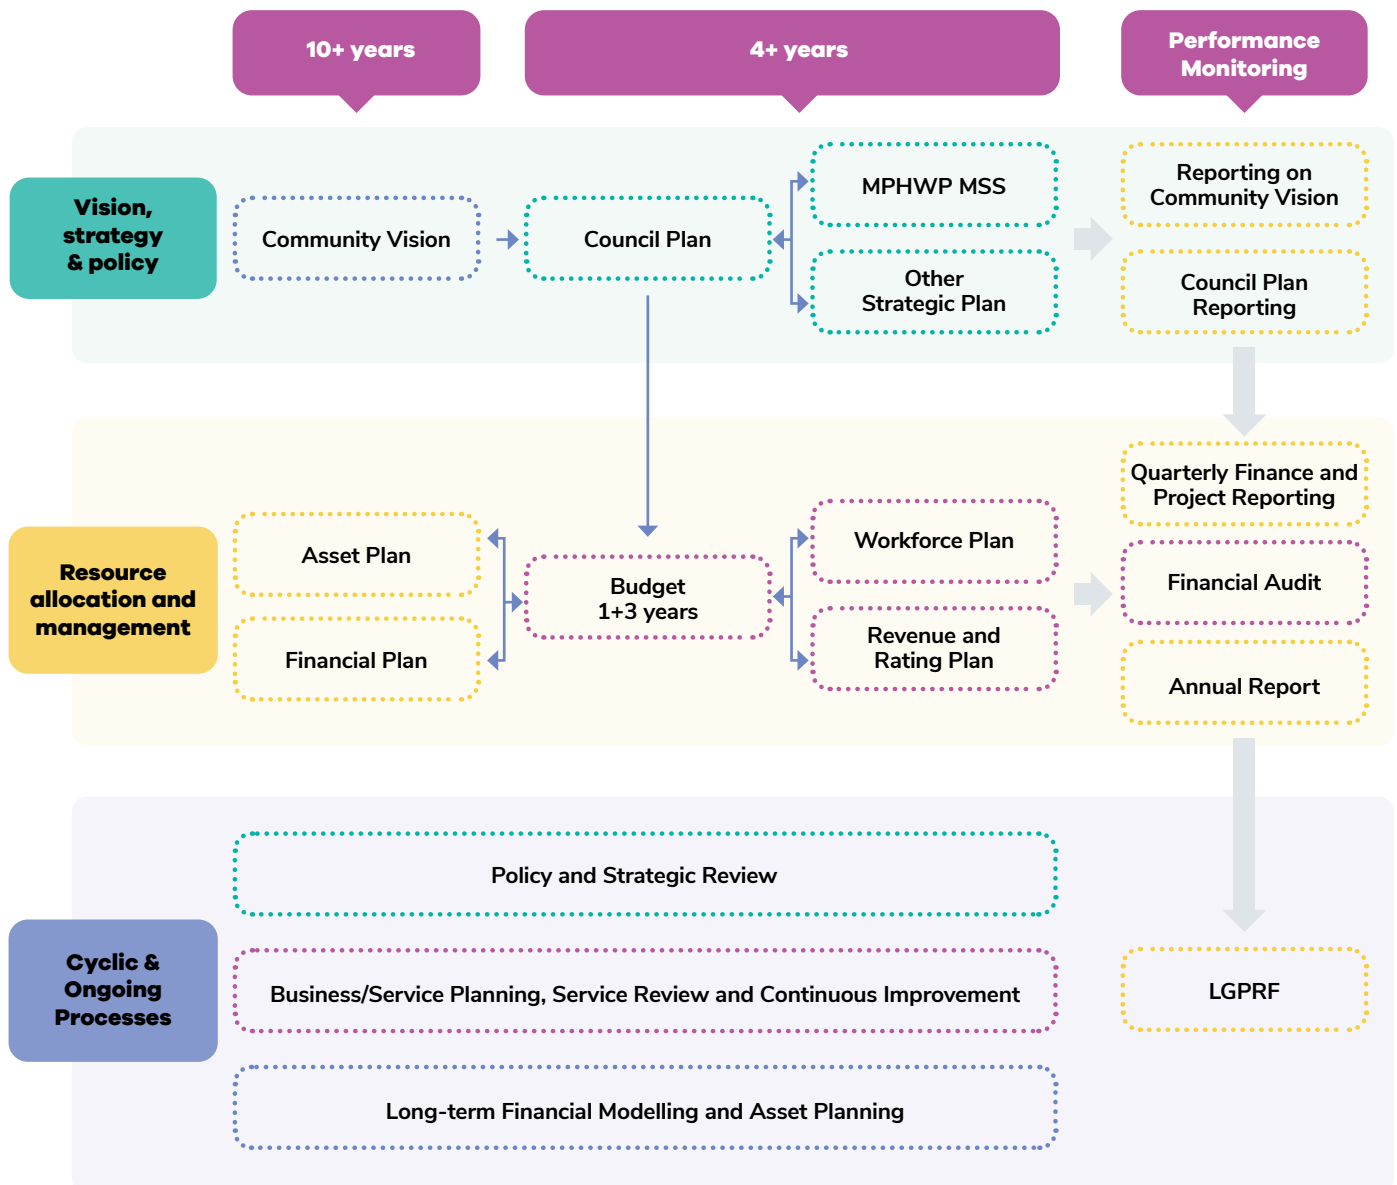 10+ years
4+ years
Performance
Monitoring
Vision,
strategy
& policy
Community Vision
Council Plan
MPHWP MSS
Other
Strategic Plan
Reporting on
Community Vision
Council Plan
Reporting
Resource
allocation and
management
Asset Plan
Financial Plan
Budget
1+3 years
Workforce Plan
Revenue and
Rating Plan
Quarterly Finance and
Project Reporting
Financial Audit
Annual Report
Cyclic &
Ongoing
Processes
Policy and Strategic Review
Business/Service Planning, Service Review and Continuous Improvement
Long-term Financial Modelling and Asset Planning
LGPRF